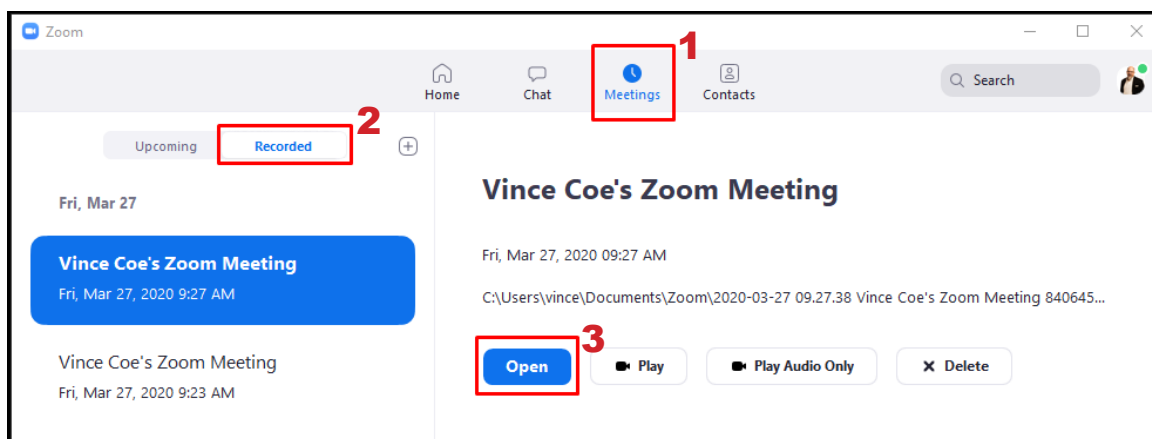 Zoom
1
Home
Chat
Meetings
Contacts
Search
2
Upcoming
Recorded
Fri, Mar 27
Vince Coe's Zoom Meeting
Fri, Mar 27, 2020 9:27 AM
Vince Coe's Zoom Meeting
Fri, Mar 27, 2020 9:23 AM
Vince Coe's Zoom Meeting
Fri, Mar 27, 2020 09:27 AM
C:\Users\vince\Documents\Zoom\2020-03-27 09.27.38 Vince Coe's Zoom Meeting 840645...
3
Open
Play
Play Audio Only
Delete